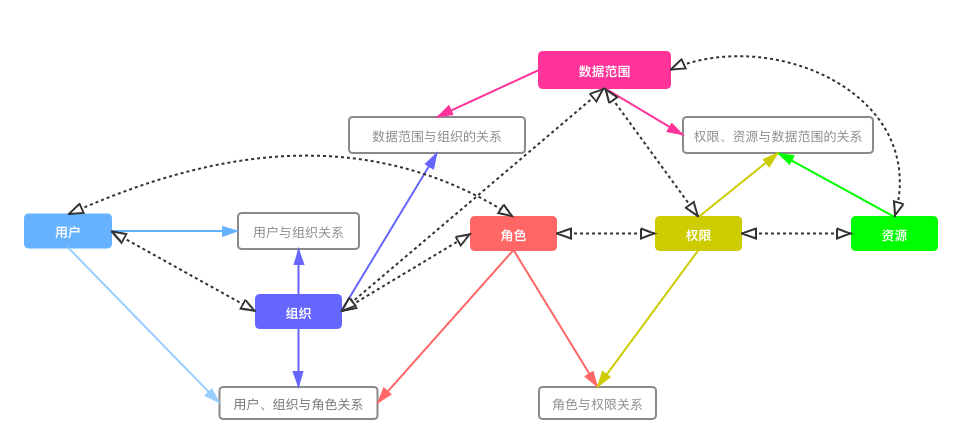 数据范围
数据范围与组织的关系
权限、资源与数据范围的关系
用户
用户与组织关系
角色
权限
资源
组织
用户、组织与角色关系
角色与权限关系